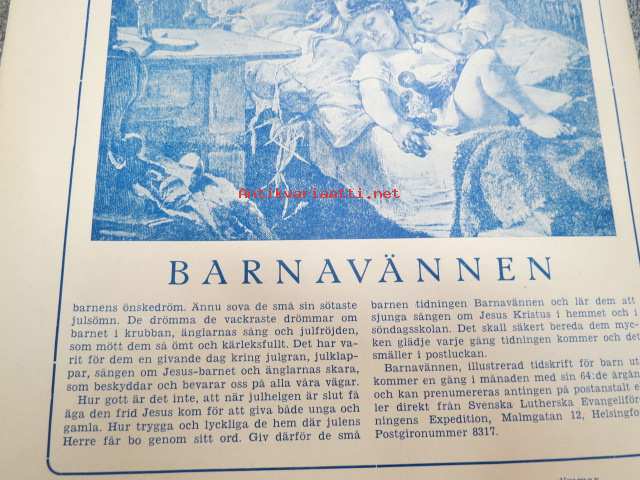 Antikvariaatti.net
BARNAVÄNNEN
barnens önskedröm. Ännu sova de små sin sötaste
julsömn. De drömma de vackraste drömmar om
barnet i krubban, änglarnas sång och julfröjden,
som mött dem så ömt och kärleksfullt. Det har va-
rit för dem en givande dag kring julgran, julklap-
par, sången om Jesus-barnet och änglarnas skara,
som beskyddar och bevarar oss på alla våra vägar.
Hur gott är det inte, att när julhelgen är slut få
äga den frid Jesus kom för att giva både unga och
gamla. Hur trygga och lyckliga de hem där julens
Herre får bo genom sitt ord. Giv därför de små
barnen tidningen Barnavännen och lär dem att
sjunga sången om Jesus Kristus i hemmet och i
söndagsskolan. Det skall säkert bereda dem myc-
ken glädje varje gång tidningen kommer och det
smäller i postluckan.
Barnavännen, illustrerad tidskrift för barn ut
kommer en gång i månaden med sin 64:de årgån
och kan prenumereras antingen på postanstalt e
ler direkt från Svenska Lutherska Evangeliföre
ningens Expedition, Malmgatan 12, Helsingfo
Postgironummer 8317.